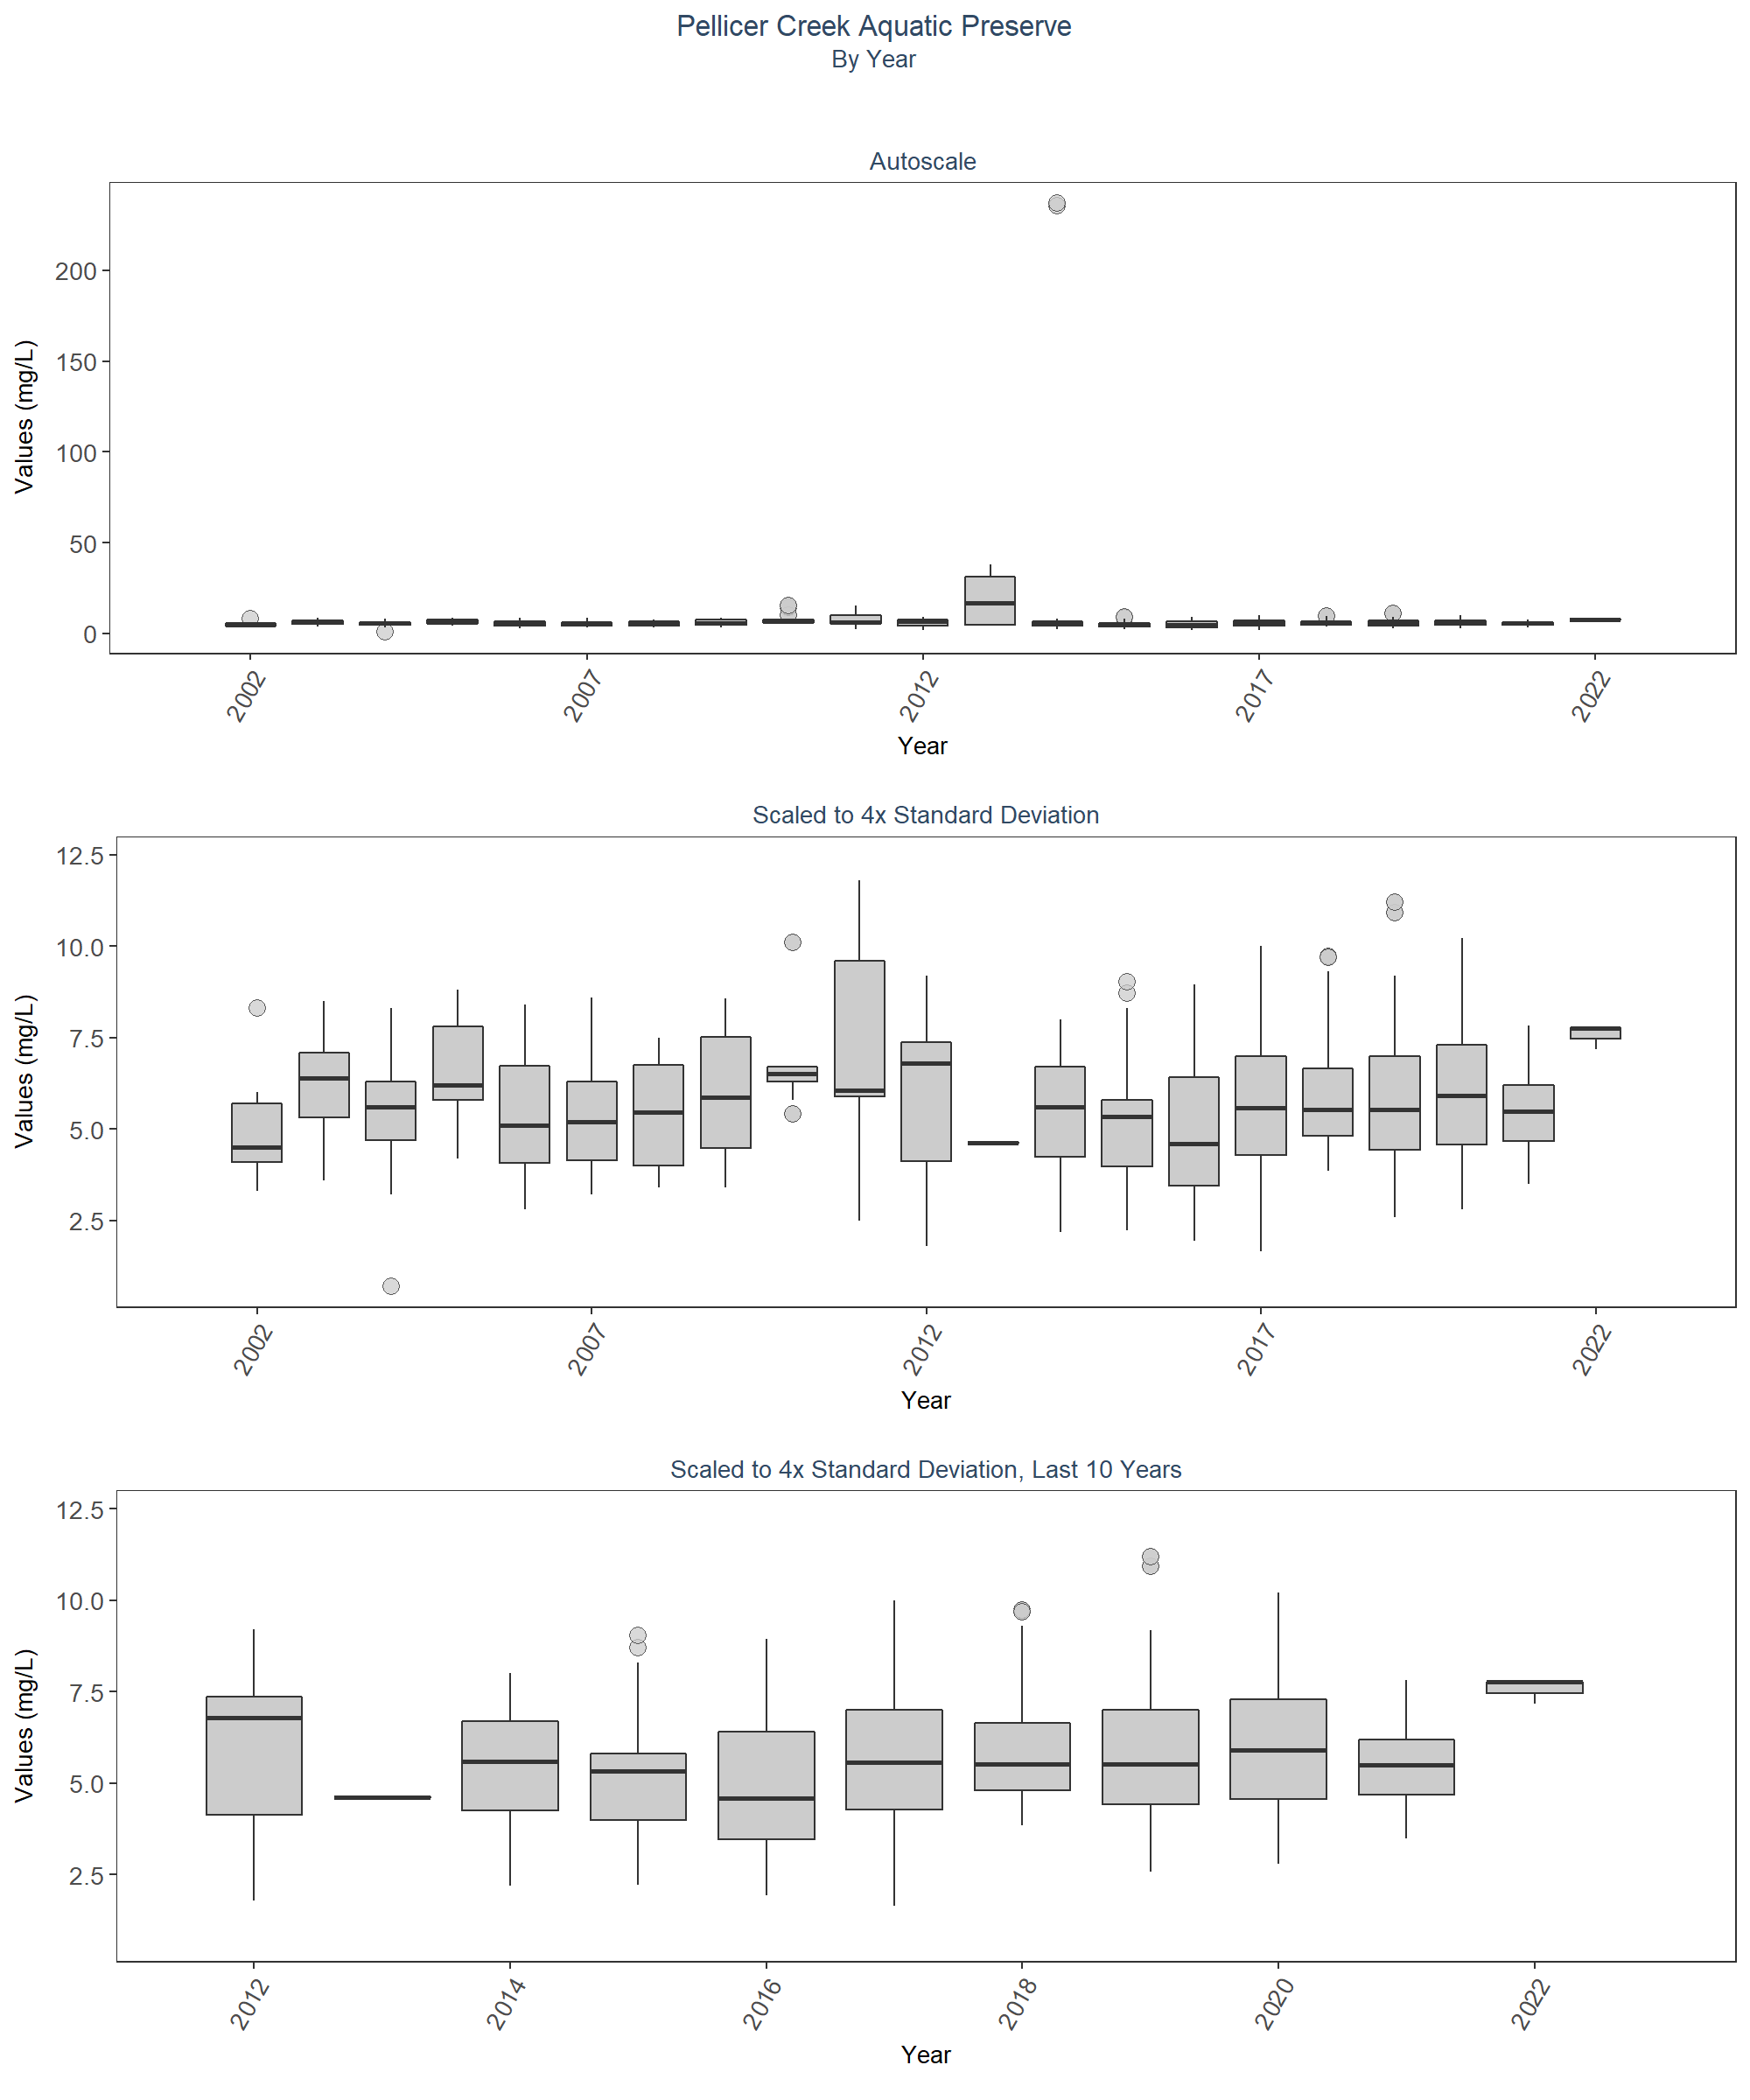 Pellicer Creek Aquatic Preserve
By Year
Autoscale
Values (mg/L)
200
150
100
50
0
2002
2007
2012
2017
2022
Year
Scaled to 4x Standard Deviation
Values (mg/L)
12.5
10.0
7.5
5.0
2.5
2002
2007
2012
2017
2022
Year
Scaled to 4x Standard Deviation, Last 10 Years
Values (mg/L)
12.5
10.0
7.5
5.0
2.5
2012
2014
2016
2018
2020
2022
Year